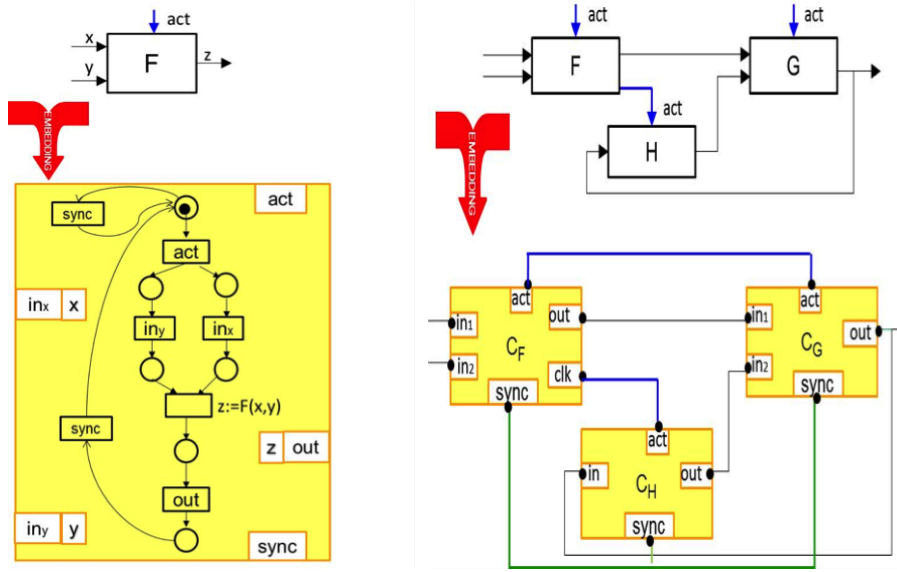 act
x
y
F
z
EMBEDDING
act
sync
act
inx
x
iny
inx
z:=F(x,y)
sync
z
out
out
iny
y
sync
act
act
F
G
act
H
EMBEDDING
act
out
in1
CF
in2
clk
sync
act
in1
out
CG
in2
sync
act
in
out
CH
sync